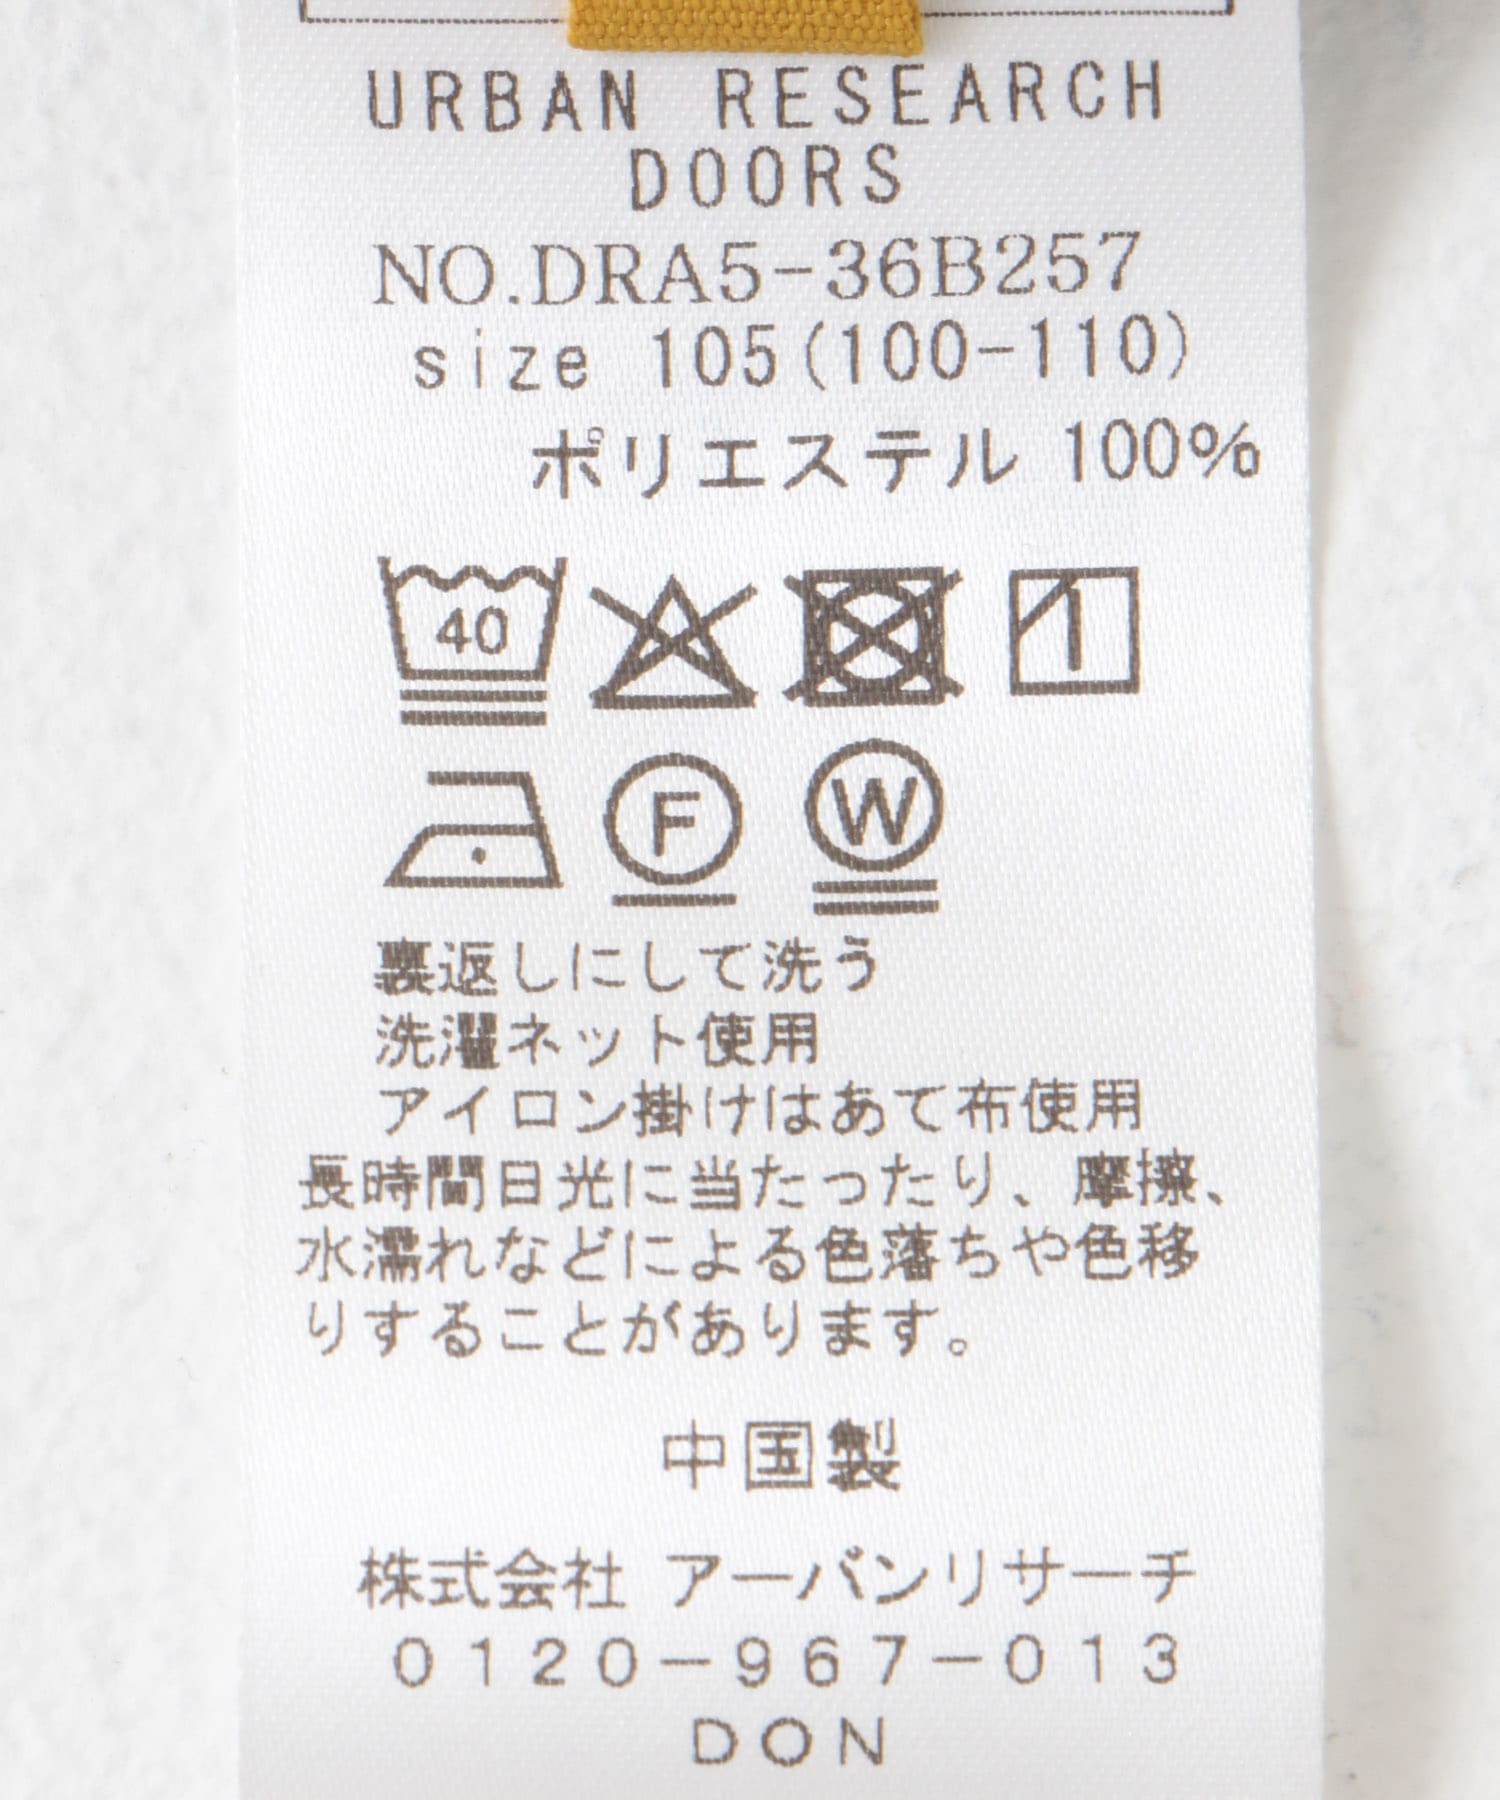 URBAN RESEARCH
DOORS
NO.DRA5-36B257
size 105(100-110)
ポリエステル 100%
40
F W
裏返しにして洗う
洗濯ネット使用
アイロン掛けはあて布使用
長時間日光に当たったり、摩擦、
水濡れなどによる色落ちや色移
りすることがあります。
中国製
株式会社 アーバンリサーチ
0120-967-013
DON